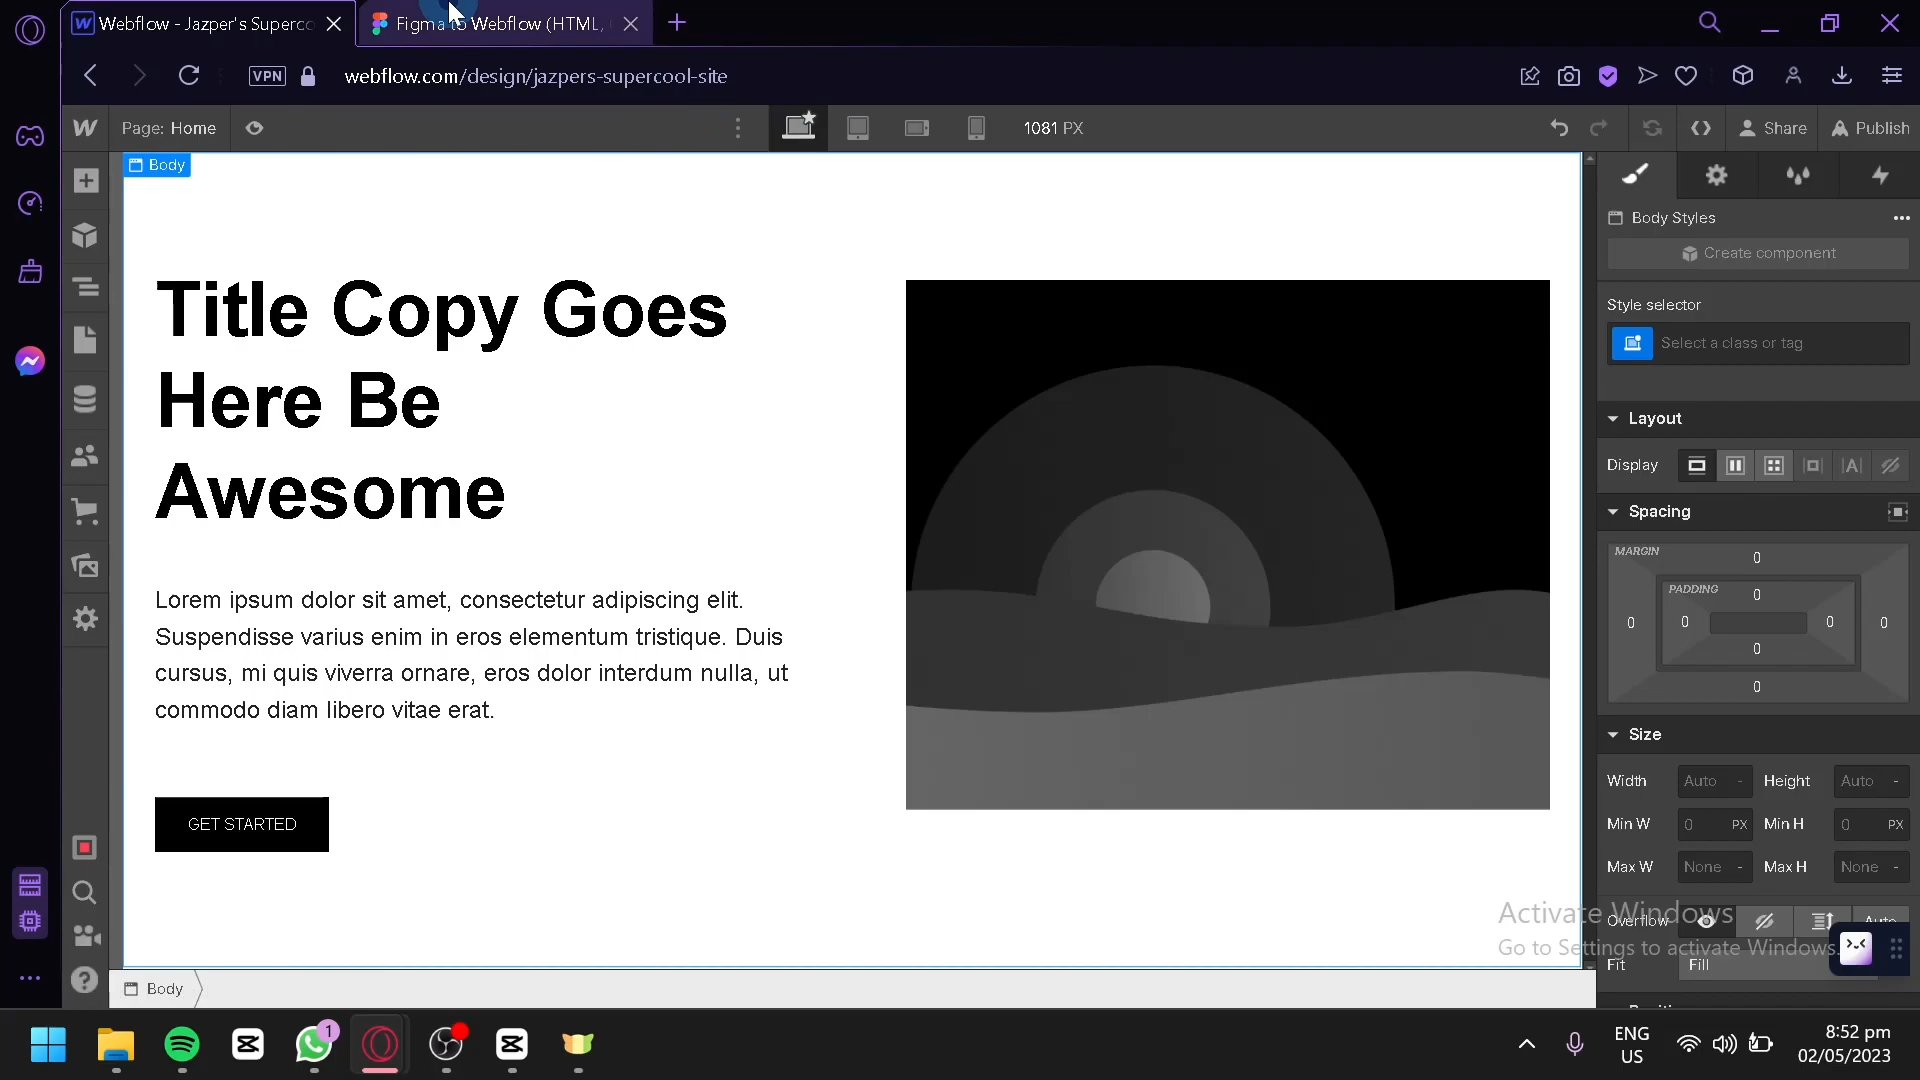 Webflow - Jazper's Superco
Figma to Webflow (HTML,
VPN
webflow.com/design/jazpers-supercool-site
Page: Home
1081 PX
Share
Publish
Body
Body Styles
Create component
Style selector
Select a class or tag
Title Copy Goes
Here Be
Awesome
Lorem ipsum dolor sit amet, consectetur adipiscing elit.
Suspendisse varius enim in eros elementum tristique. Duis
cursus, mi quis viverra ornare, eros dolor interdum nulla, ut
commodo diam libero vitae erat.
GET STARTED
Layout
Display
Spacing
MARGIN
0
PADDING
0
0
0
0
0
0
0
Size
Width
Auto -
Height
Auto -
Min W
0 PX
Min H
0 PX
Max W
None -
Max H
None -
Overflow
Auto
Fit
Fill
Activate Windows
Go to Settings to activate Windows.
Body
1
ENG
US
8:52 pm
02/05/2023